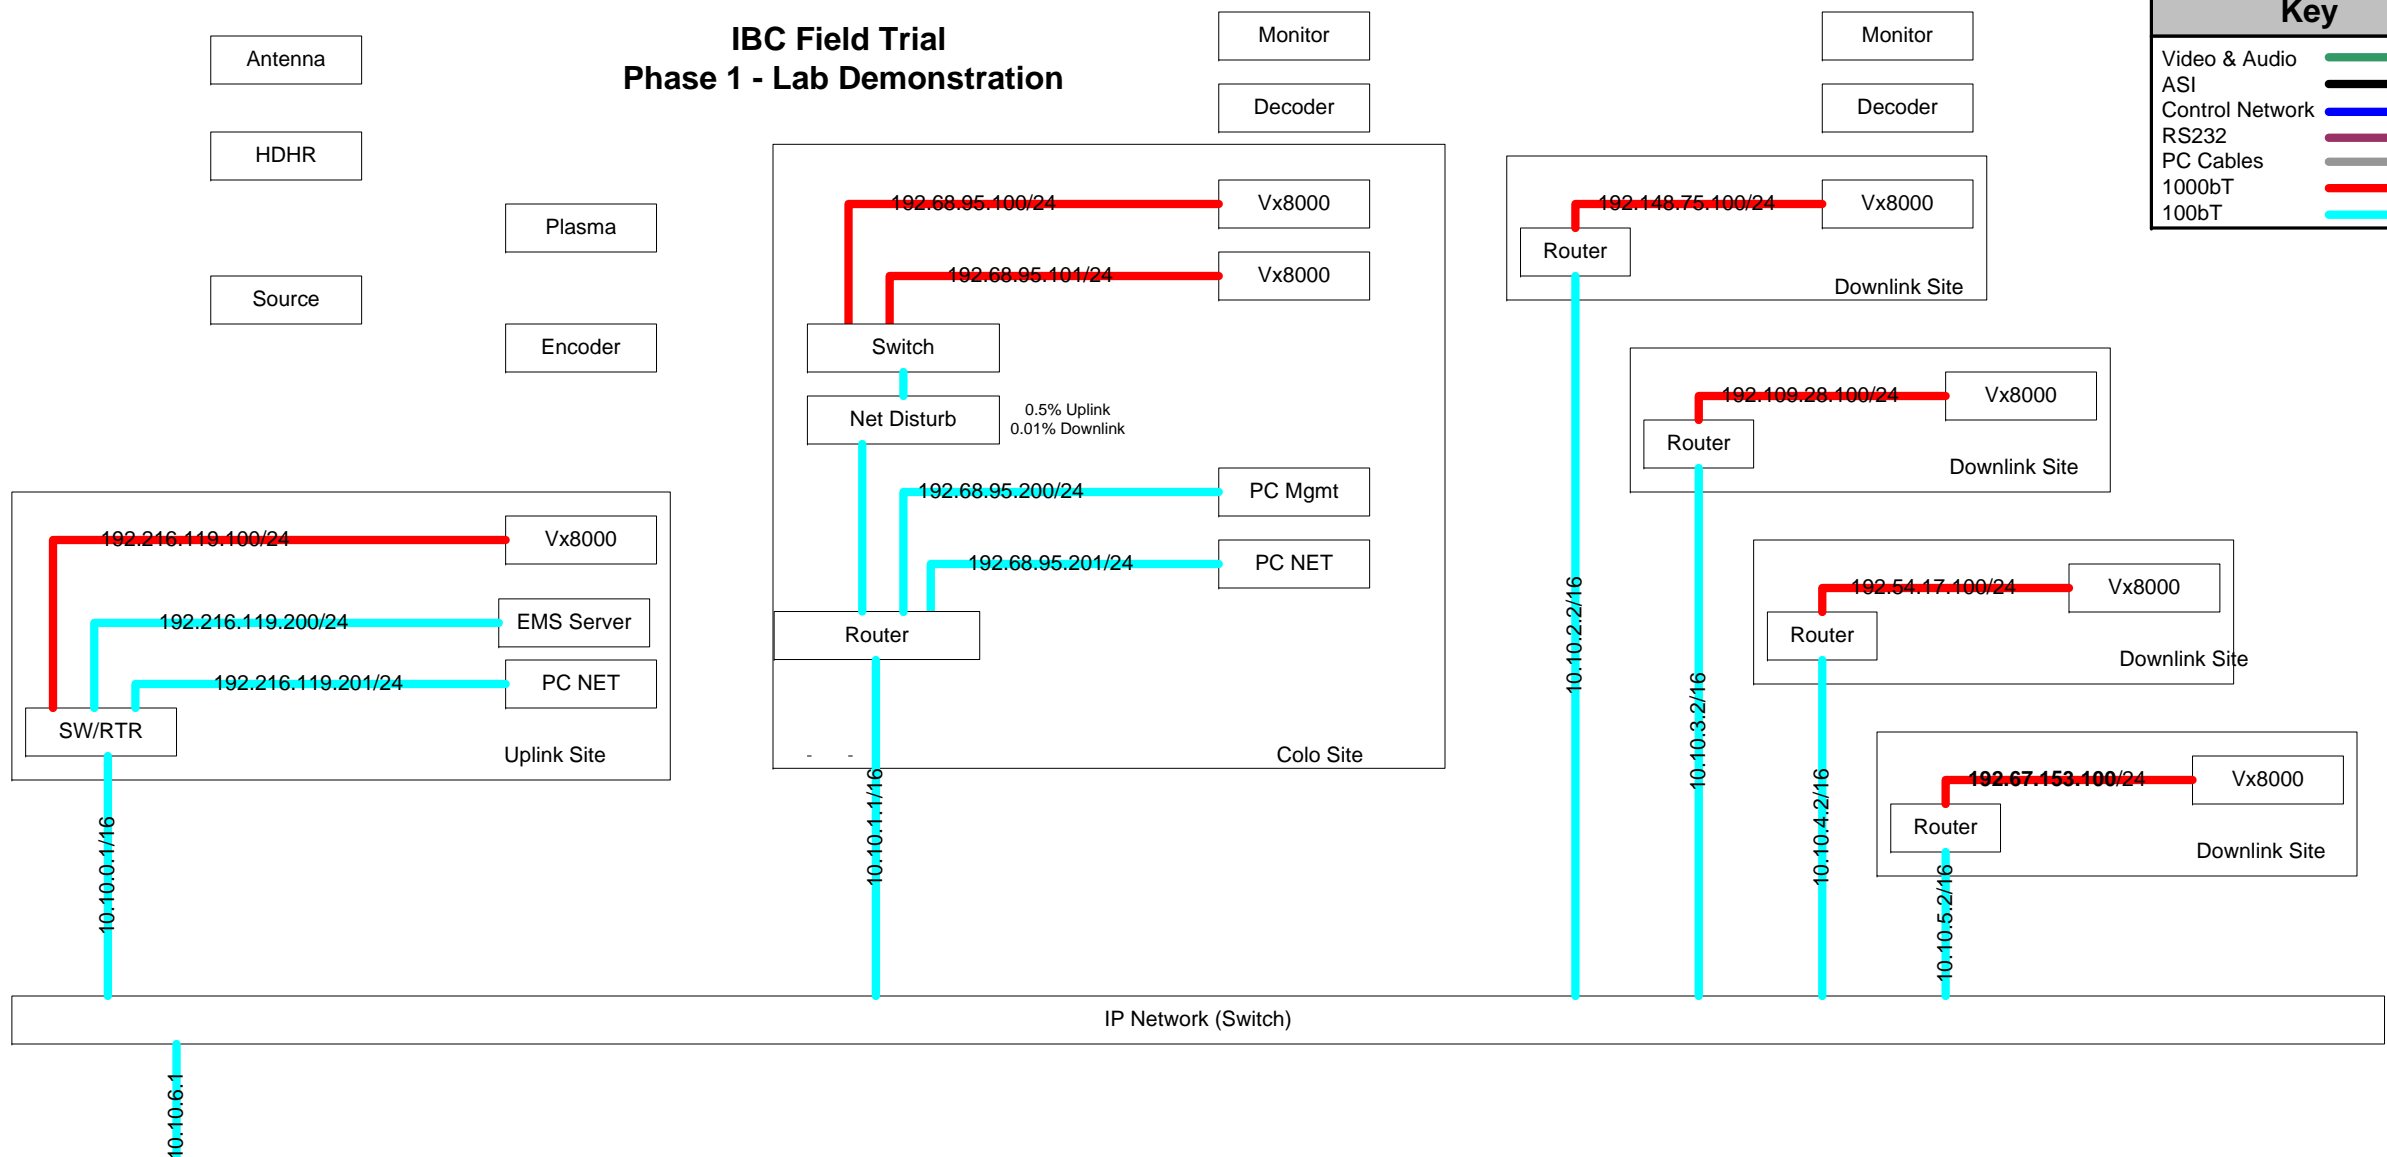 IBC Field Trial
Phase 1 - Lab Demonstration
Antenna
HDHR
Source
Plasma
Encoder
Monitor
Decoder
Monitor
Decoder
Key
Video & Audio
ASI
Control Network
RS232
PC Cables
1000bT
100bT
192.68.95.100/24
Vx8000
192.68.95.101/24
Vx8000
Switch
Net Disturb
0.5% Uplink
0.01% Downlink
192.68.95.200/24
PC Mgmt
192.68.95.201/24
PC NET
Router
- -
Colo Site
10.10.1.1/16
192.216.119.100/24
Vx8000
192.216.119.200/24
EMS Server
192.216.119.201/24
PC NET
SW/RTR
Uplink Site
10.10.0.1/16
192.148.75.100/24
Vx8000
Router
Downlink Site
10.10.2.2/16
192.109.28.100/24
Vx8000
Router
Downlink Site
10.10.3.2/16
192.54.17.100/24
Vx8000
Router
Downlink Site
10.10.4.2/16
192.67.153.100/24
Vx8000
Router
Downlink Site
10.10.5.2/16
IP Network (Switch)
10.10.6.1